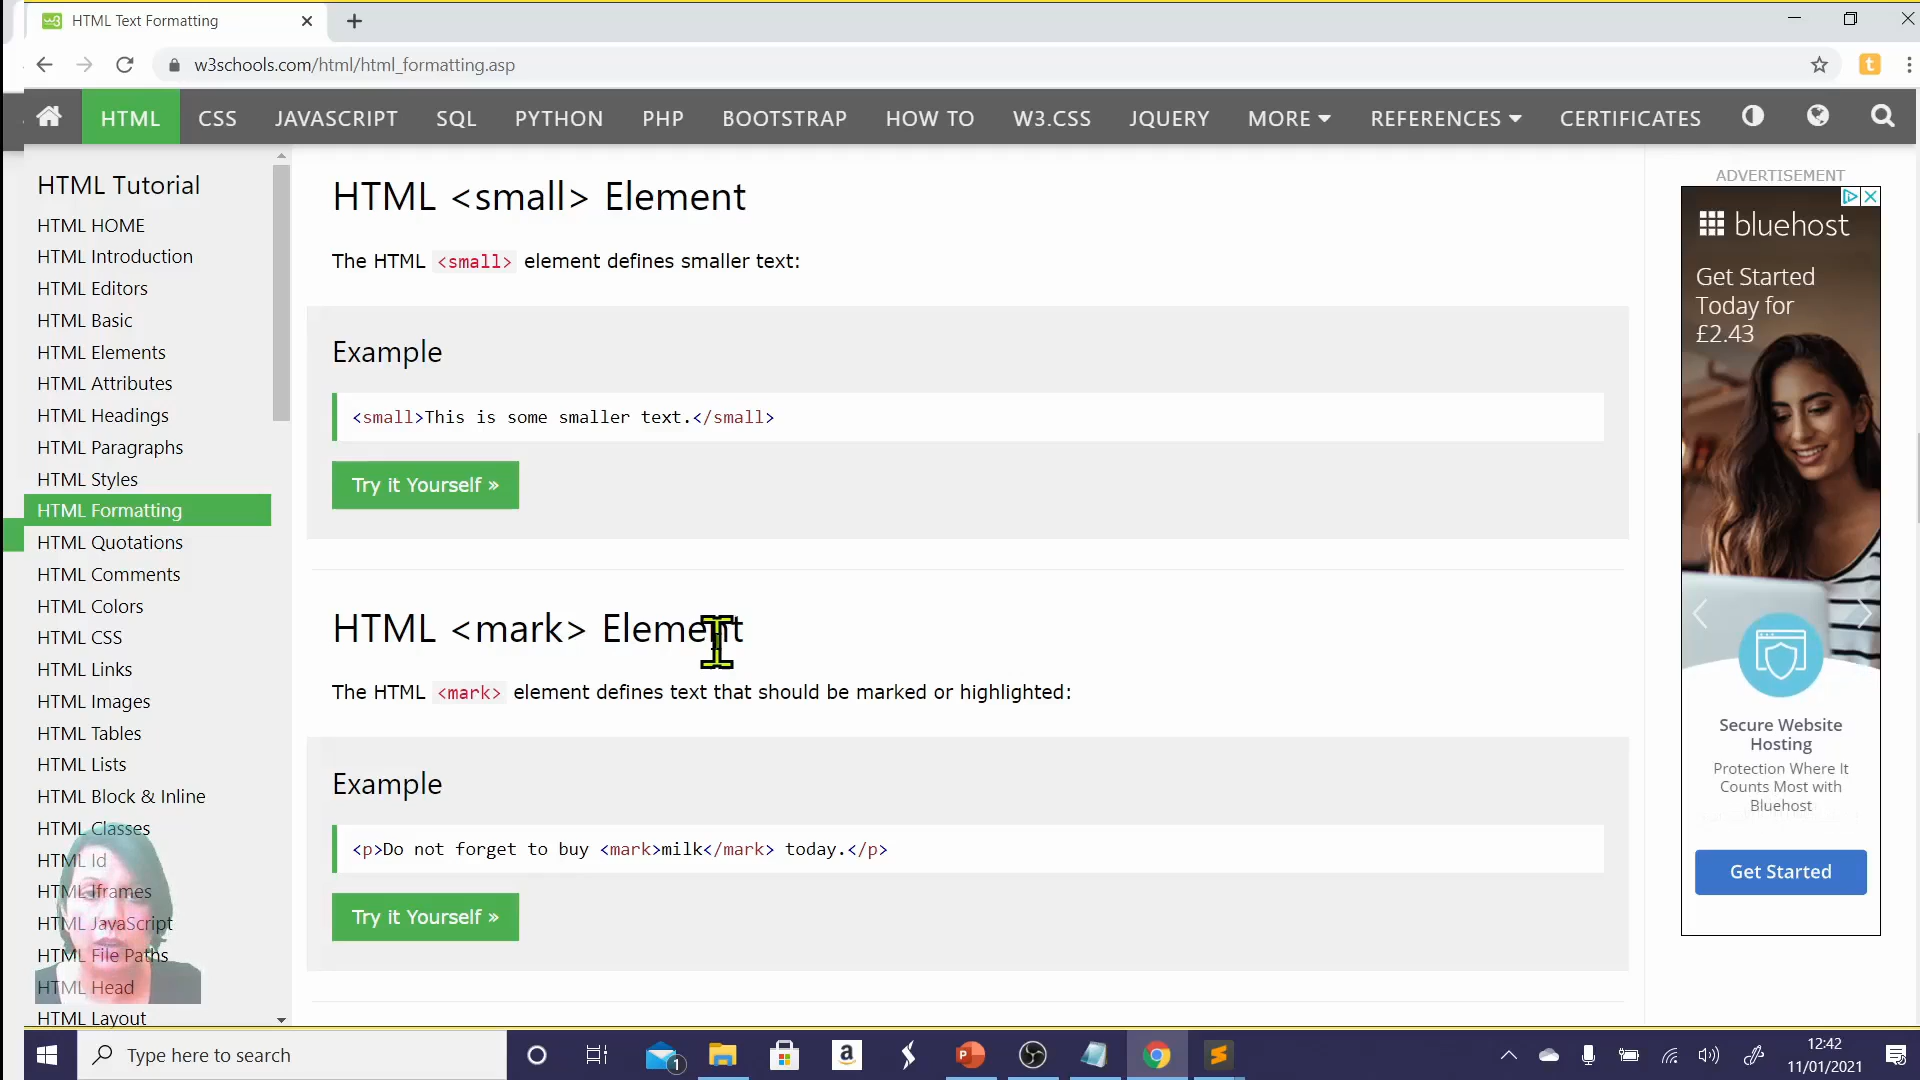 HTML Text Formatting
w3schools.com/html/html_formatting.asp
t
HTML CSS JAVASCRIPT SQL PYTHON PHP BOOTSTRAP HOW TO W3.CSS JQUERY MORE REFERENCES CERTIFICATES
HTML Tutorial
HTML HOME
HTML Introduction
HTML Editors
HTML Basic
HTML Elements
HTML Attributes
HTML Headings
HTML Paragraphs
HTML Styles
HTML Formatting
HTML Quotations
HTML Comments
HTML Colors
HTML CSS
HTML Links
HTML Images
HTML Tables
HTML Lists
HTML Block & Inline
HTML Classes
HTML Id
HTML Iframes
HTML JavaScript
HTML File Paths
HTML Head
HTML Layout
HTML <small> Element
The HTML <small> element defines smaller text:
Example
<small>This is some smaller text.</small>
Try it Yourself »
HTML <mark> Element
The HTML <mark> element defines text that should be marked or highlighted:
Example
<p>Do not forget to buy <mark>milk</mark> today.</p>
Try it Yourself »
ADVERTISEMENT
bluehost
Get Started
Today for
£2.43
Secure Website
Hosting
Protection Where It
Counts Most with
Bluehost
Get Started
Type here to search
1
12:42
11/01/2021